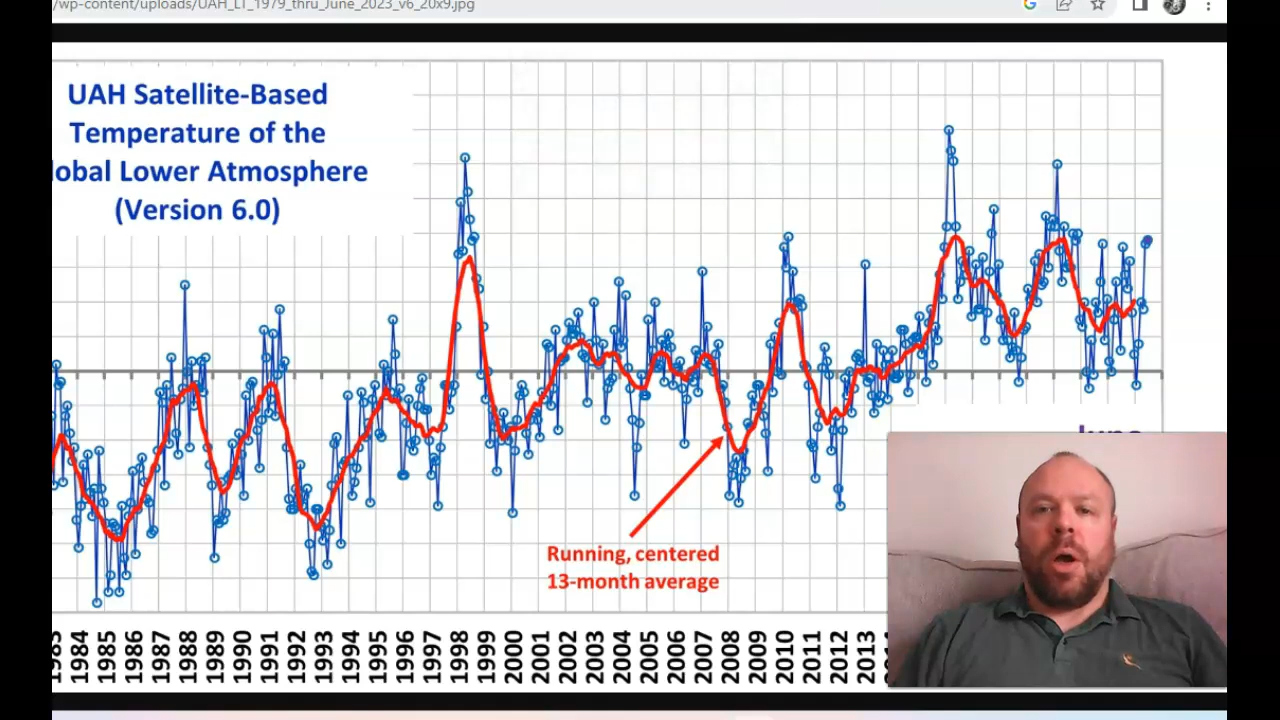 /wp-content/uploads/UAH_LT_1979_thru_June_2023_v6_20x9.jpg
UAH Satellite-Based
Temperature of the
lobal Lower Atmosphere
(Version 6.0)
Running, centered
13-month average
1984 1985 1986 1987 1988 1989 1990 1991 1992 1993 1994 1995 1996 1997 1998 1999 2000 2001 2002 2003 2004 2005 2006 2007 2008 2009 2010 2011 2012 2013